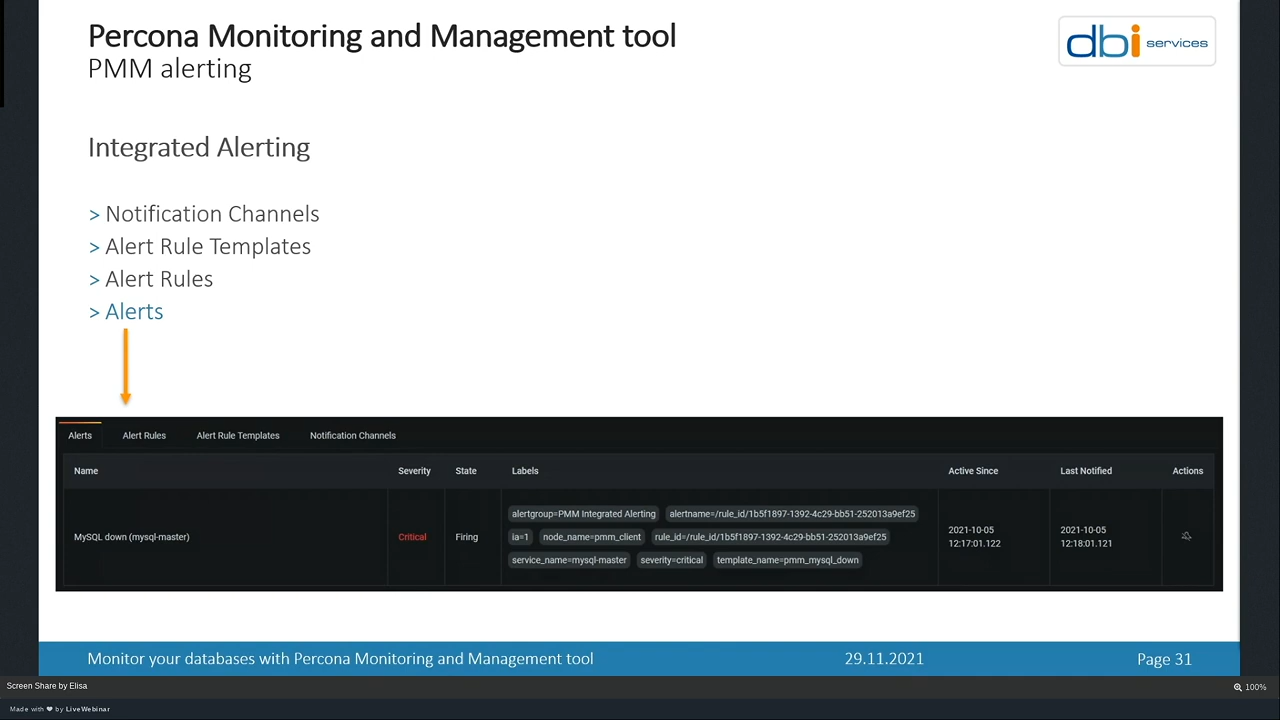 Percona Monitoring and Management tool
PMM alerting
dbi services
Integrated Alerting
> Notification Channels
> Alert Rule Templates
> Alert Rules
> Alerts
Alerts Alert Rules Alert Rule Templates Notification Channels
Name Severity State Labels Active Since Last Notified Actions
alertgroup=PMM Integrated Alerting alertname=/rule_id/1b5f1897-1392-4c29-bb51-252013a9ef25
MySQL down (mysql-master) Critical Firing ia=1 node_name=pmm_client rule_id=/rule_id/1b5f1897-1392-4c29-bb51-252013a9ef25 2021-10-05 12:17:01.122 2021-10-05 12:18:01.121
service_name=mysql-master severity=critical template_name=pmm_mysql_down
Monitor your databases with Percona Monitoring and Management tool 29.11.2021 Page 31
Screen Share by Elisa 100%
Made with ❤ by LiveWebinar